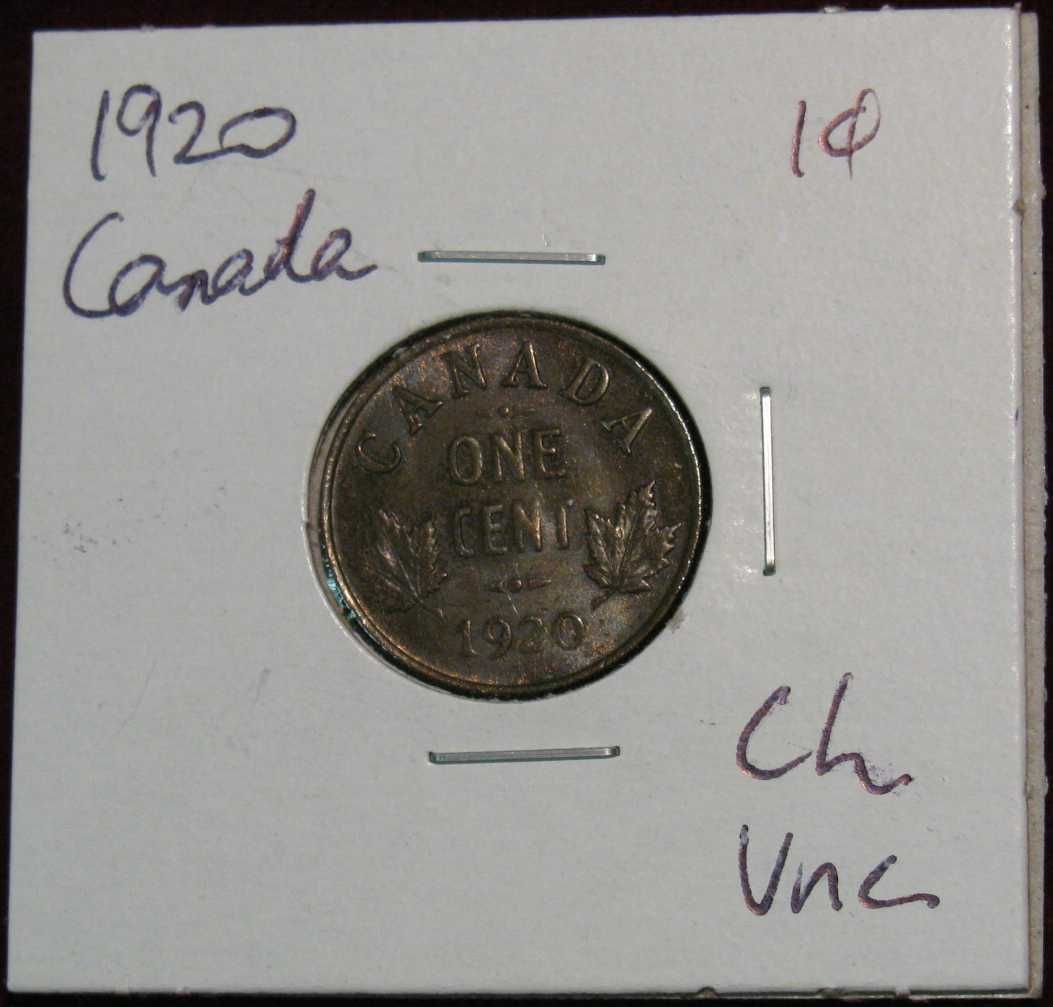 1920
Canada
1¢
CANADA
ONE
CENT
1920
Ch
Unc